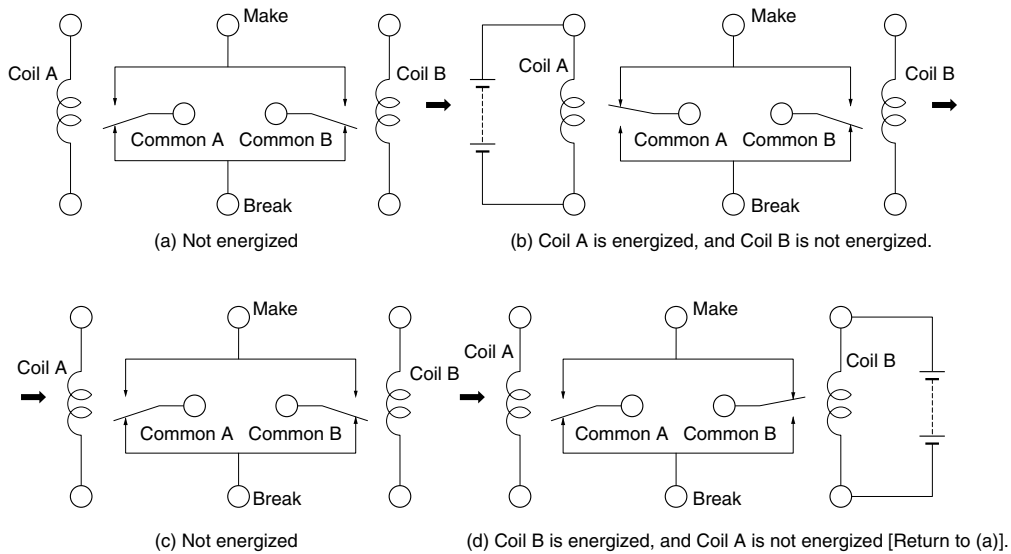 Make
Coil A
Coil B
Common A
Common B
Break
(a) Not energized
Make
Coil A
Coil B
Common A
Common B
Break
(b) Coil A is energized, and Coil B is not energized.
Make
Coil A
Coil B
Common A
Common B
Break
(c) Not energized
Make
Coil A
Coil B
Common A
Common B
Break
(d) Coil B is energized, and Coil A is not energized [Return to (a)].